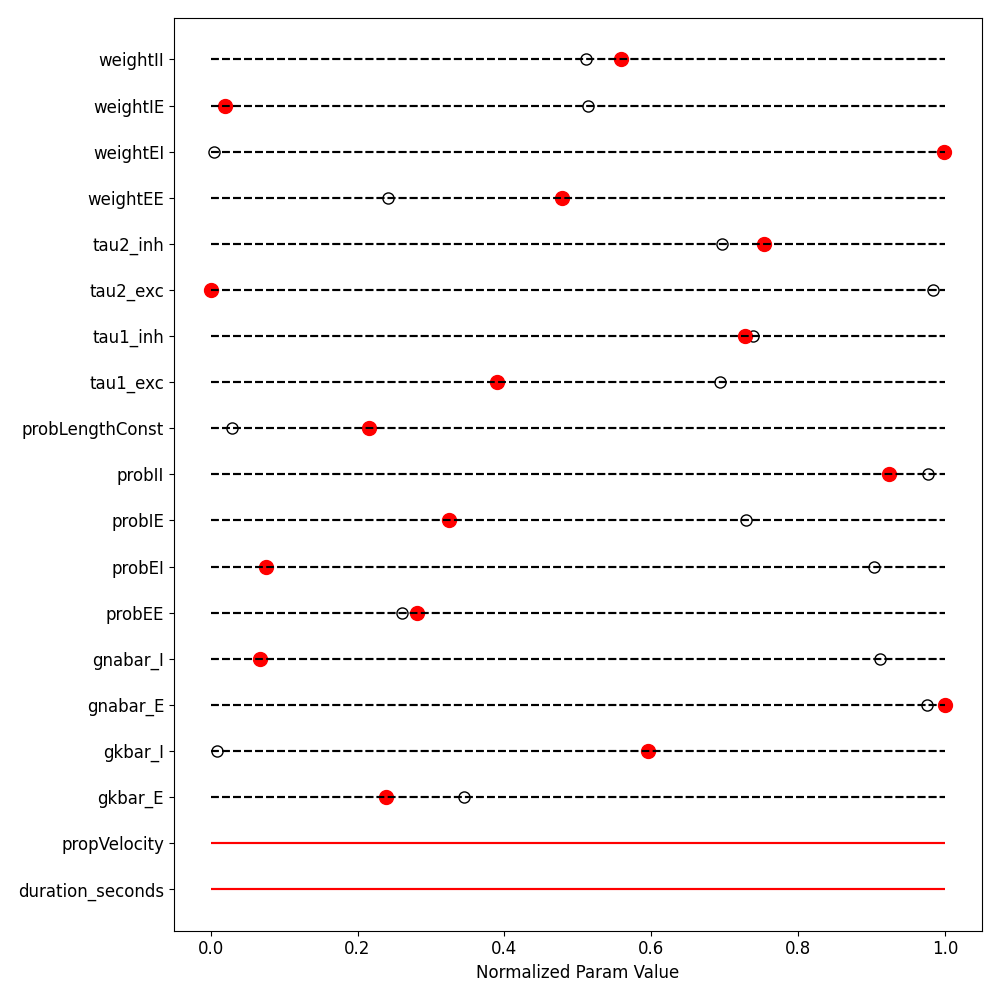 weightII
weightIE
weightEI
weightEE
tau2_inh
tau2_exc
tau1_inh
tau1_exc
probLengthConst
probII
probIE
probEI
probEE
gnabar_I
gnabar_E
gkbar_I
gkbar_E
propVelocity
duration_seconds
0.0 0.2 0.4 0.6 0.8 1.0
Normalized Param Value